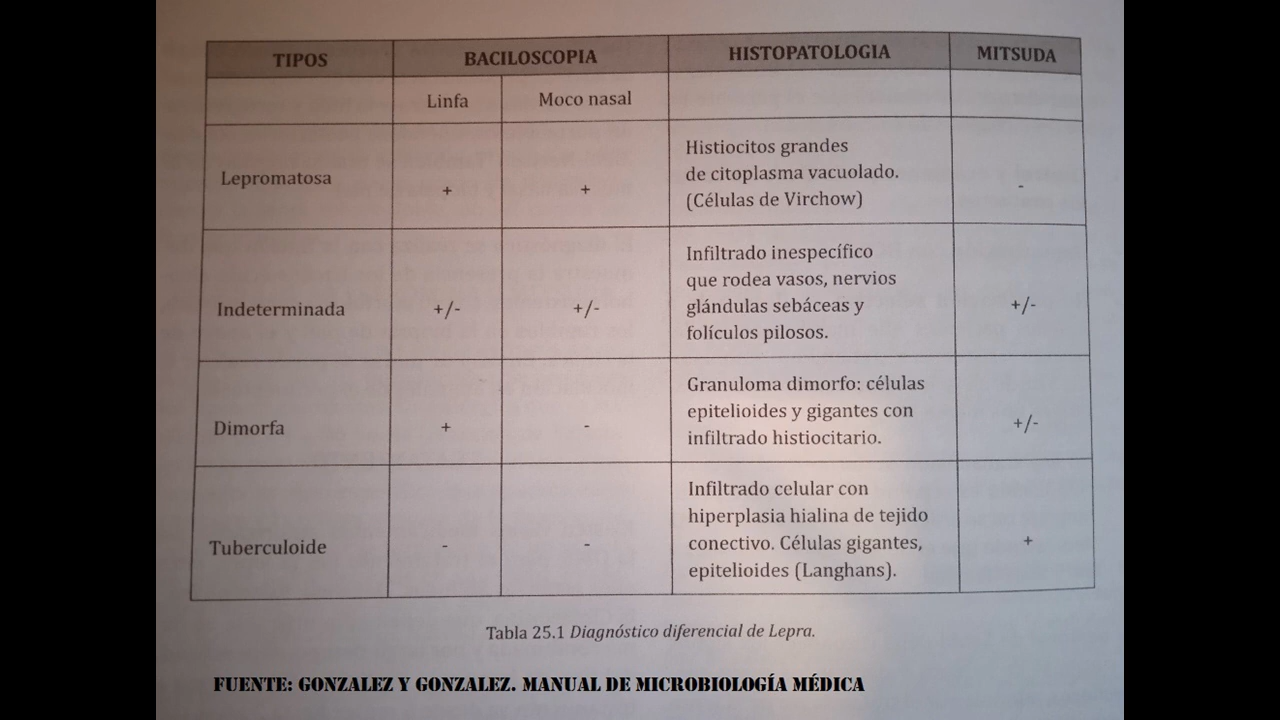 TIPOS BACILOSCOPIA HISTOPATOLOGIA MITSUDA
Linfa Moco nasal
Lepromatosa + + Histiocitos grandes
de citoplasma vacuolado.
(Células de Virchow) -
Indeterminada +/- +/- Infiltrado inespecífico
que rodea vasos, nervios
glándulas sebáceas y
folículos pilosos. +/-
Dimorfa + - Granuloma dimorfo: células
epitelioides y gigantes con
infiltrado histiocitario. +/-
Tuberculoide - - Infiltrado celular con
hiperplasia hialina de tejido
conectivo. Células gigantes,
epitelioides (Langhans). +
Tabla 25.1 Diagnóstico diferencial de Lepra.
FUENTE: GONZALEZ Y GONZALEZ. MANUAL DE MICROBIOLOGÍA MÉDICA